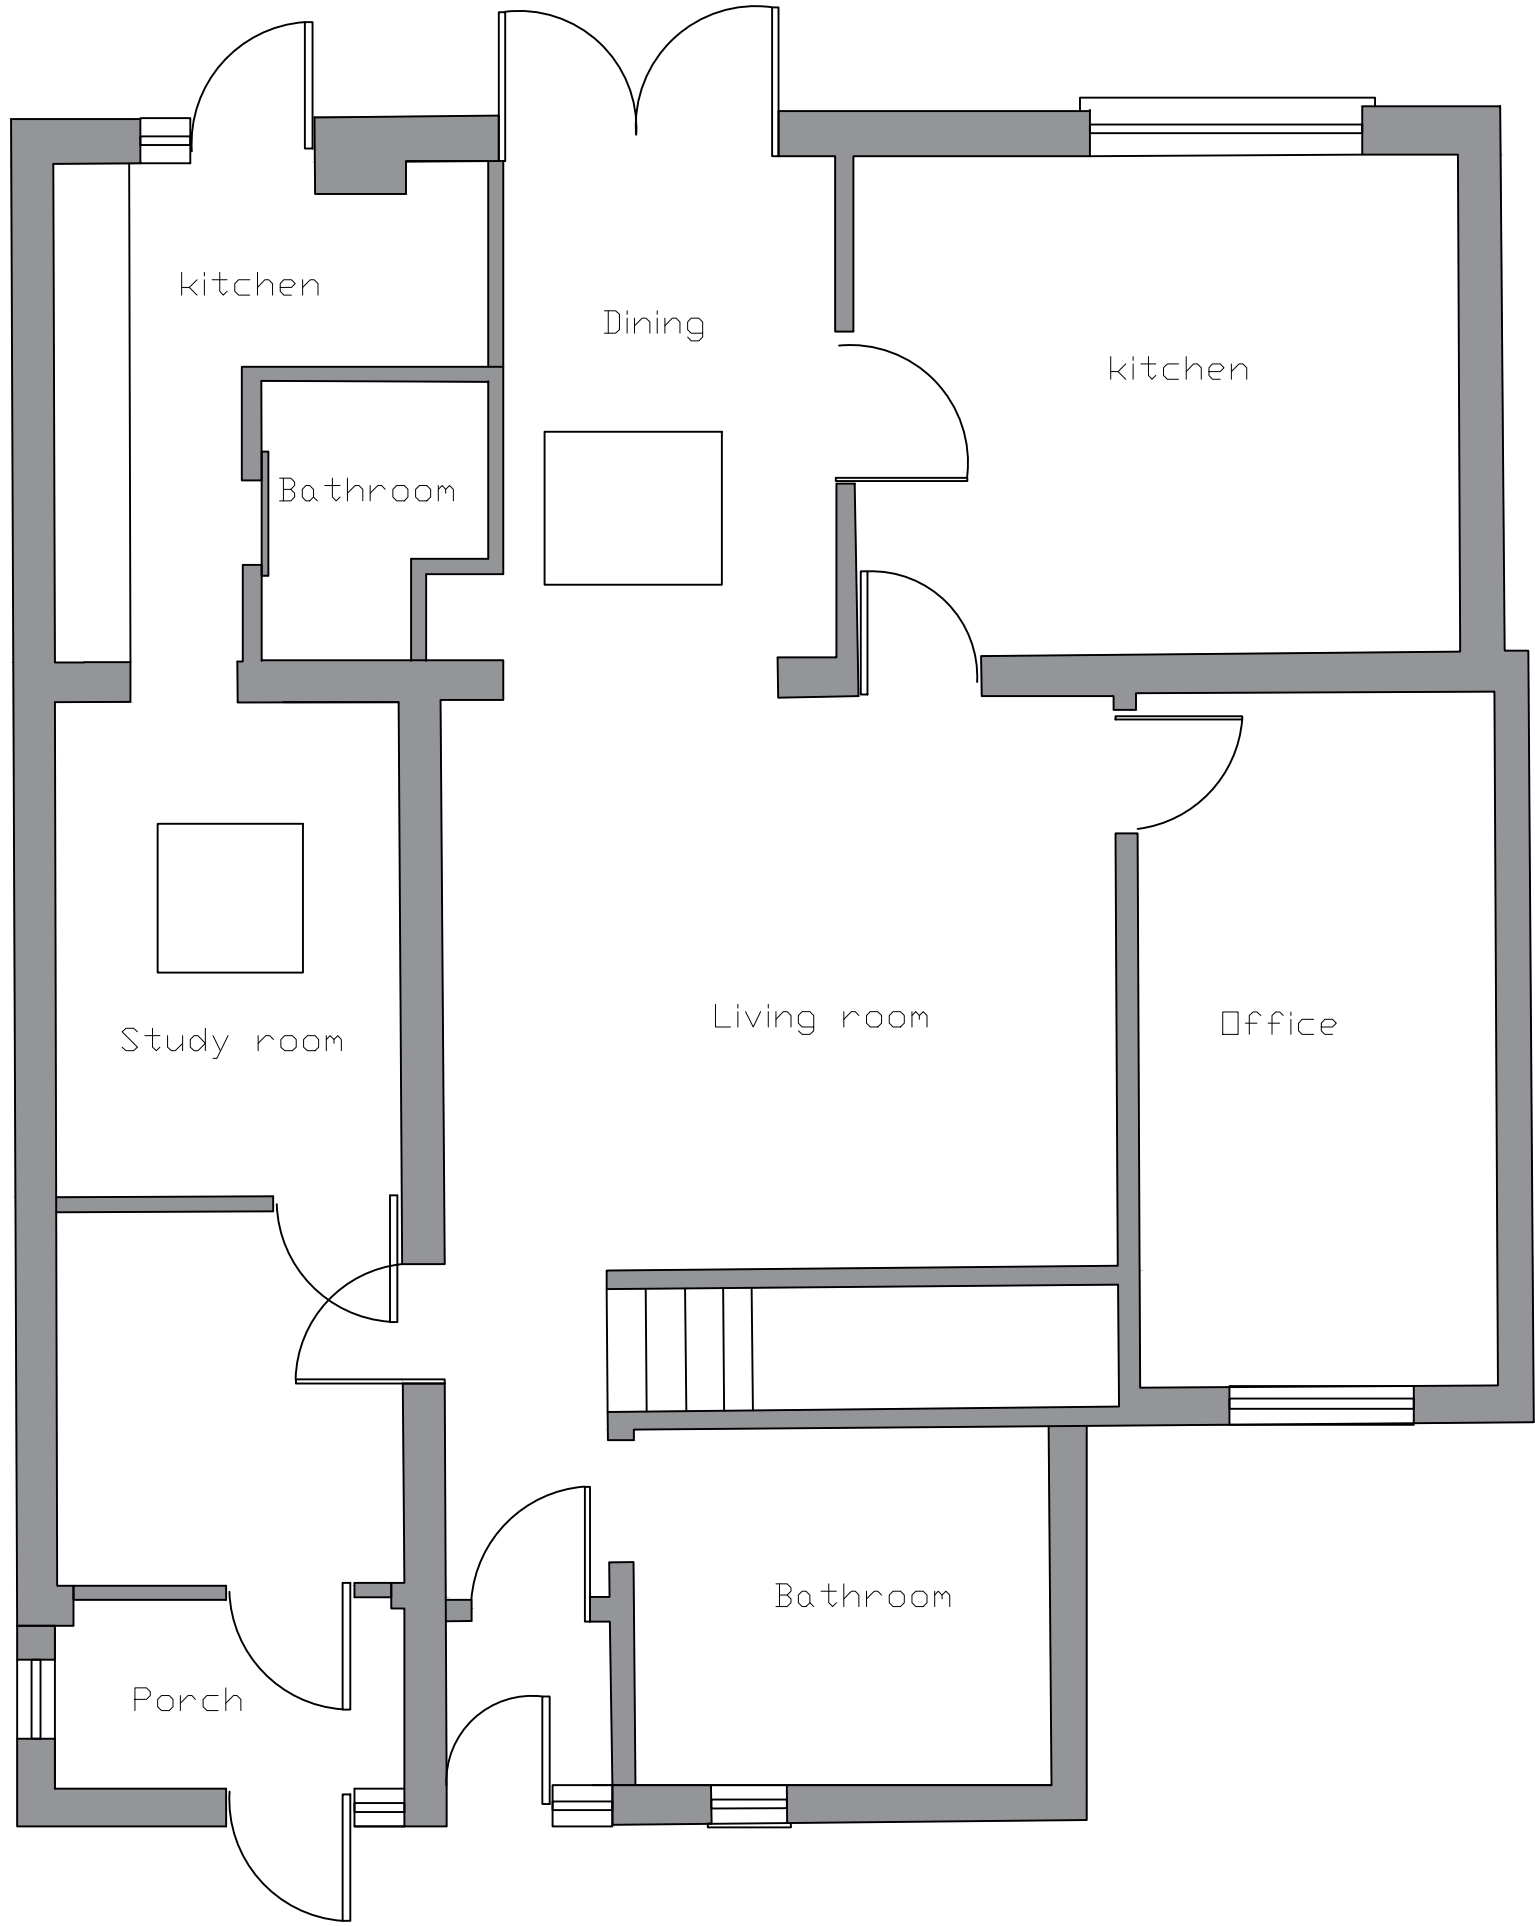 kitchen
Dining
kitchen
Bathroom
Living room
Office
Study room
Bathroom
Porch